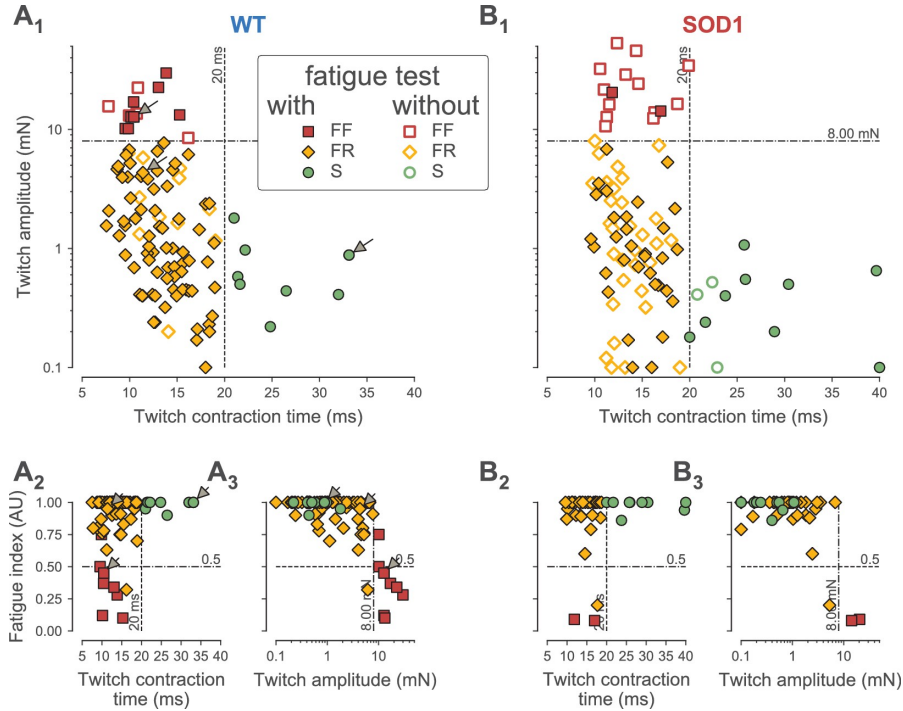 A1
WT
B1
SOD1
Twitch amplitude (mN)
10
1
0.1
20 ms
fatigue test
with
without
FF
FF
FR
FR
S
S
20 ms
8.00 mN
5
10
15
20
25
30
35
40
Twitch contraction time (ms)
5
10
15
20
25
30
35
40
Twitch contraction time (ms)
A2
A3
B2
B3
Fatigue index (AU)
1.00
0.75
0.50
0.25
0.00
0.5
20 ms
0.5
8.00 mN
0.5
20 ms
0.5
8.00 mN
5 10 15 20 25 30 35 40
Twitch contraction
time (ms)
0.1
1
10
Twitch amplitude (mN)
5 10 15 20 25 30 35 40
Twitch contraction
time (ms)
0.1
1
10
Twitch amplitude (mN)